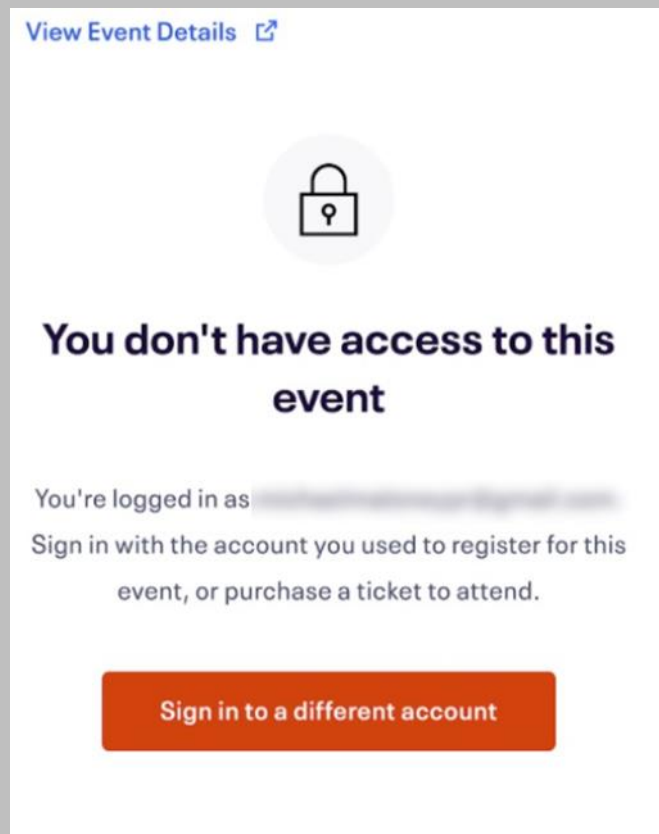 View Event Details
You don't have access to this
event
You're logged in as
Sign in with the account you used to register for this
event, or purchase a ticket to attend.
Sign in to a different account